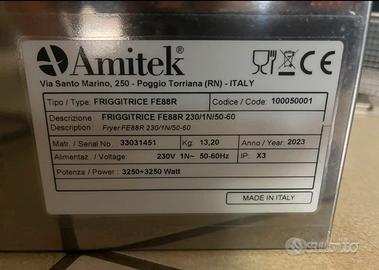 Amitek®
Via Santo Marino, 250 - Poggio Torriana (RN) - ITALY
Tipo / Type: FRIGGITRICE FE88R Codice / Code: 100050001
Descrizione: FRIGGITRICE FE88R 230/1N/50-60
Description: Fryer FE88R 230/1N/50-60
Matr. / Serial No: 33031451 Kg: 13,20 Anno / Year: 2023
Alimentaz. / Voltage: 230V 1N~ 50-60Hz IP: X3
Potenza / Power: 3250+3250 Watt
MADE IN ITALY
subito